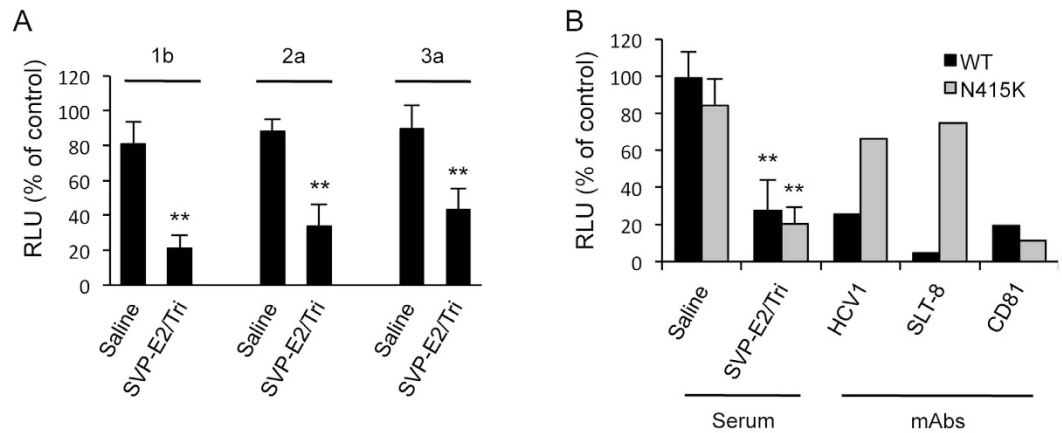 A
1b
2a
3a
RLU (% of control)
120
100
80
60
40
20
0
**
**
**
Saline
SVP-E2/Tri
Saline
SVP-E2/Tri
Saline
SVP-E2/Tri
B
WT
N415K
RLU (% of control)
120
100
80
60
40
20
0
**
**
Saline
SVP-E2/Tri
HCV1
SLT-8
CD81
Serum
mAbs